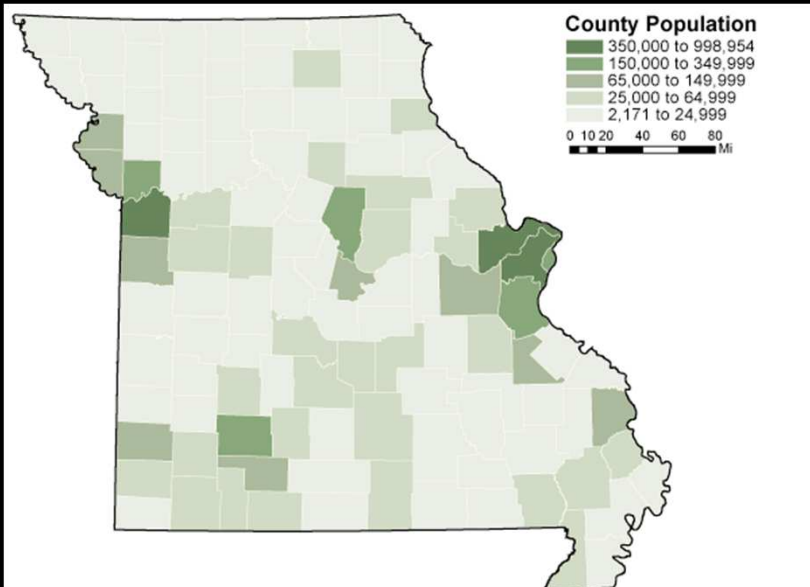 County Population
350,000 to 998,954
150,000 to 349,999
65,000 to 149,999
25,000 to 64,999
2,171 to 24,999
0 10 20 40 60 80
Mi